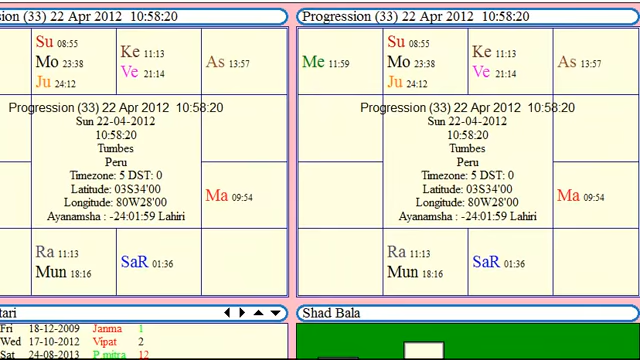 sion (33) 22 Apr 2012 10:58:20
Su 08:55
Mo 23:38
Ju 24:12
Ke 11:13
Ve 21:14
As 13:57
Progression (33) 22 Apr 2012 10:58:20
Sun 22-04-2012
10:58:20
Tumbes
Peru
Timezone: 5 DST: 0
Latitude: 03S34'00
Longitude: 80W28'00
Ayanamsha : -24:01:59 Lahiri
Ma 09:54
Ra 11:13
Mun 18:16
SaR 01:36
tari
Fri 18-12-2009 Janma 1
Wed 17-10-2012 Vipat 2
Sat 24-08-2013 P mitra 12
Progression (33) 22 Apr 2012 10:58:20
Me 11:59
Su 08:55
Mo 23:38
Ju 24:12
Ke 11:13
Ve 21:14
As 13:57
Progression (33) 22 Apr 2012 10:58:20
Sun 22-04-2012
10:58:20
Tumbes
Peru
Timezone: 5 DST: 0
Latitude: 03S34'00
Longitude: 80W28'00
Ayanamsha : -24:01:59 Lahiri
Ma 09:54
Ra 11:13
Mun 18:16
SaR 01:36
Shad Bala